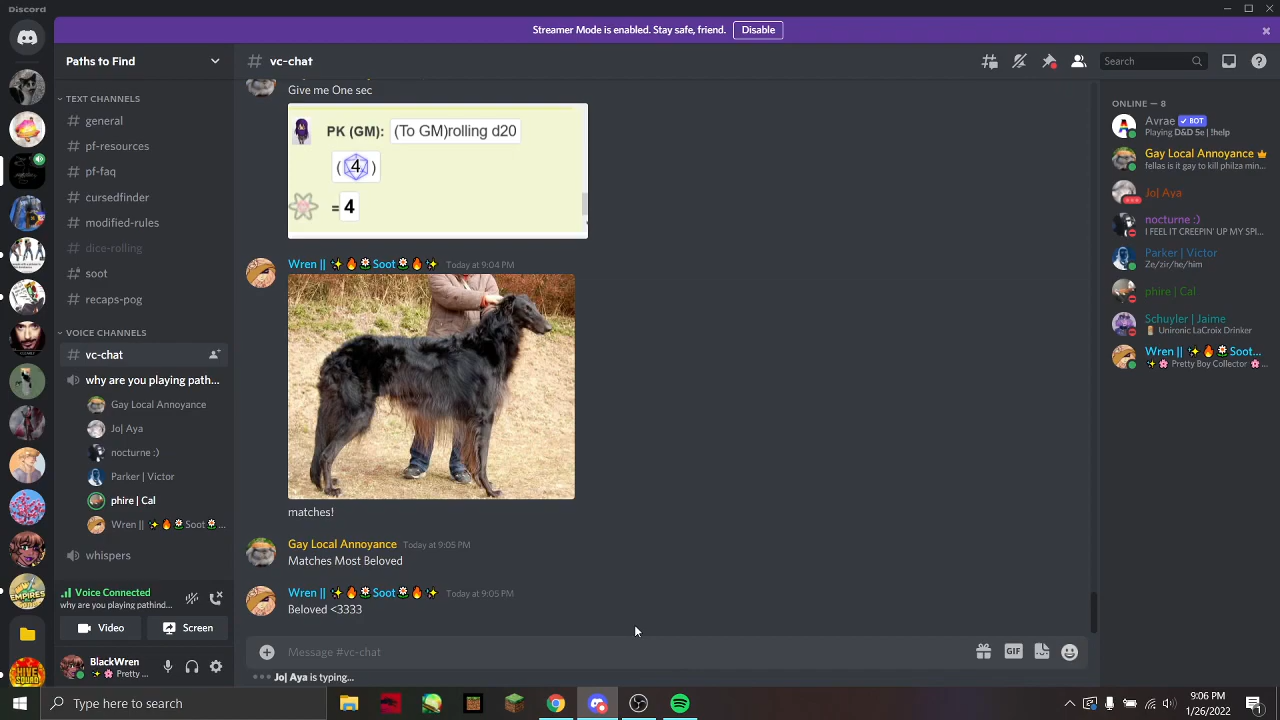 Discord
Streamer Mode is enabled. Stay safe, friend. Disable
Paths to Find
# vc-chat
Search
TEXT CHANNELS
# general
# pf-resources
# pf-faq
# cursedfinder
# modified-rules
# dice-rolling
# soot
# recaps-pog
VOICE CHANNELS
# vc-chat
why are you playing path...
Gay Local Annoyance
Jo| Aya
nocturne :)
Parker | Victor
phire | Cal
Wren || ✨🔥🌼Soot🌼...
whispers
Voice Connected
why are you playing pathind...
Video
Screen
BlackWren
✨🌸 Pretty ...
Give me One sec
PK (GM): (To GM)rolling d20
(4)
=4
Wren || ✨🔥🌼Soot🌼🔥✨ Today at 9:04 PM
matches!
Gay Local Annoyance Today at 9:05 PM
Matches Most Beloved
Wren || ✨🔥🌼Soot🌼🔥✨ Today at 9:05 PM
Beloved <3333
Message #vc-chat
GIF
Jo| Aya is typing...
ONLINE — 8
Avrae ✓ BOT
Playing D&D 5e | !help
Gay Local Annoyance
fellas is it gay to kill philza min...
Jo| Aya
nocturne :)
I FEEL IT CREEPIN' UP MY SPI...
Parker | Victor
Ze/zir/he/him
phire | Cal
Schuyler | Jaime
Unironic LaCroix Drinker
Wren || ✨🔥🌼Soot...
✨🌸 Pretty Boy Collector 🌸...
Type here to search
9:06 PM
1/26/2022